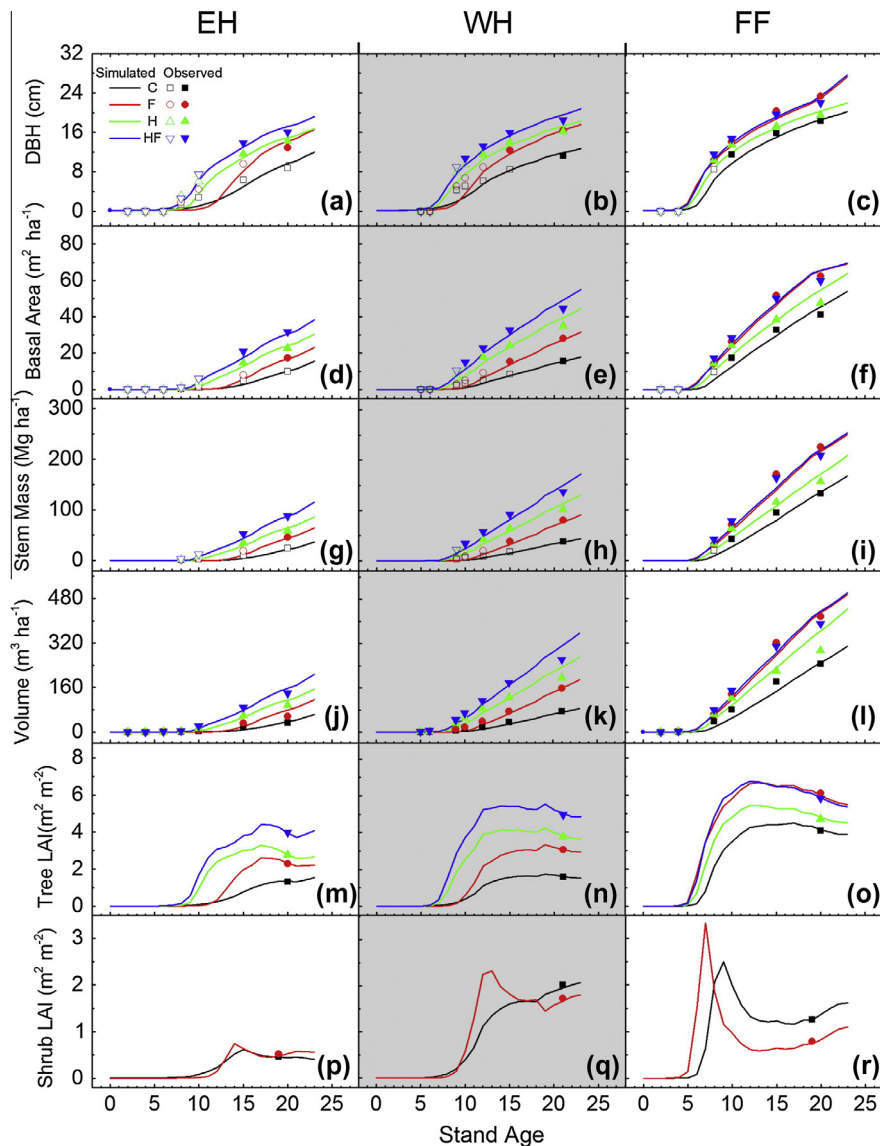 EH WH FF
DBH (cm)
32
24
16
8
0
Simulated Observed
C
F
H
HF
(a) (b) (c)
Basal Area (m² ha⁻¹)
80
60
40
20
0
(d) (e) (f)
Stem Mass (Mg ha⁻¹)
300
200
100
0
(g) (h) (i)
Volume (m³ ha⁻¹)
480
320
160
0
(j) (k) (l)
Tree LAI(m² m⁻²)
8
6
4
2
0
(m) (n) (o)
Shrub LAI (m² m⁻²)
3
2
1
0
(p) (q) (r)
0 5 10 15 20 25 0 5 10 15 20 25 0 5 10 15 20 25
Stand Age